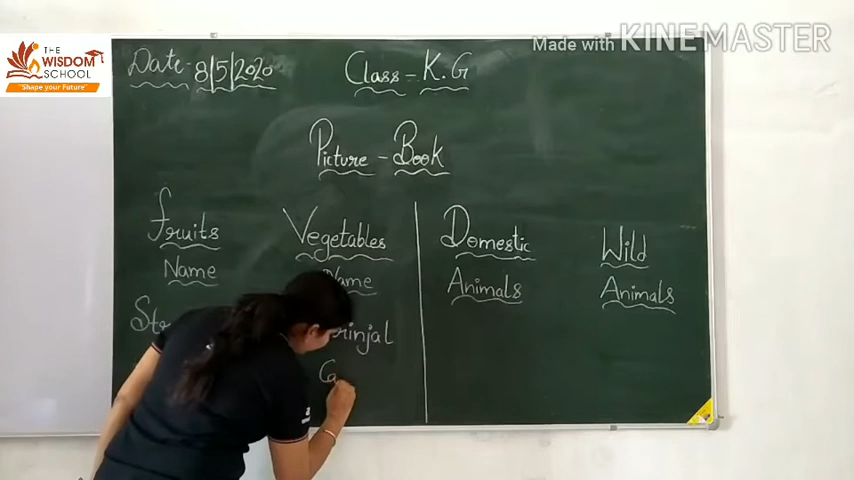 Made with KINEMASTER
THE
WISDOM
SCHOOL
"Shape your Future"
Date - 8|5|2020
Class - K.G
Picture - Book
Fruits
Name
Vegetables
Name
Domestic
Animals
Wild
Animals